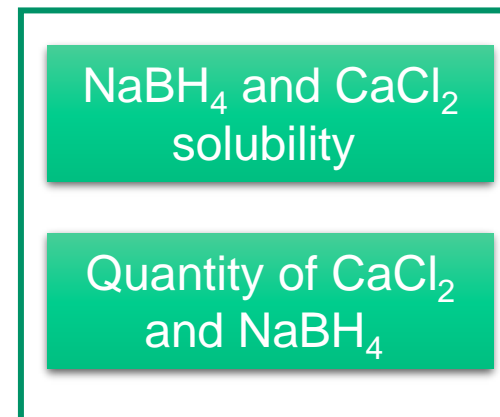 NaBH₄ and CaCl₂
solubility
Quantity of CaCl₂
and NaBH₄